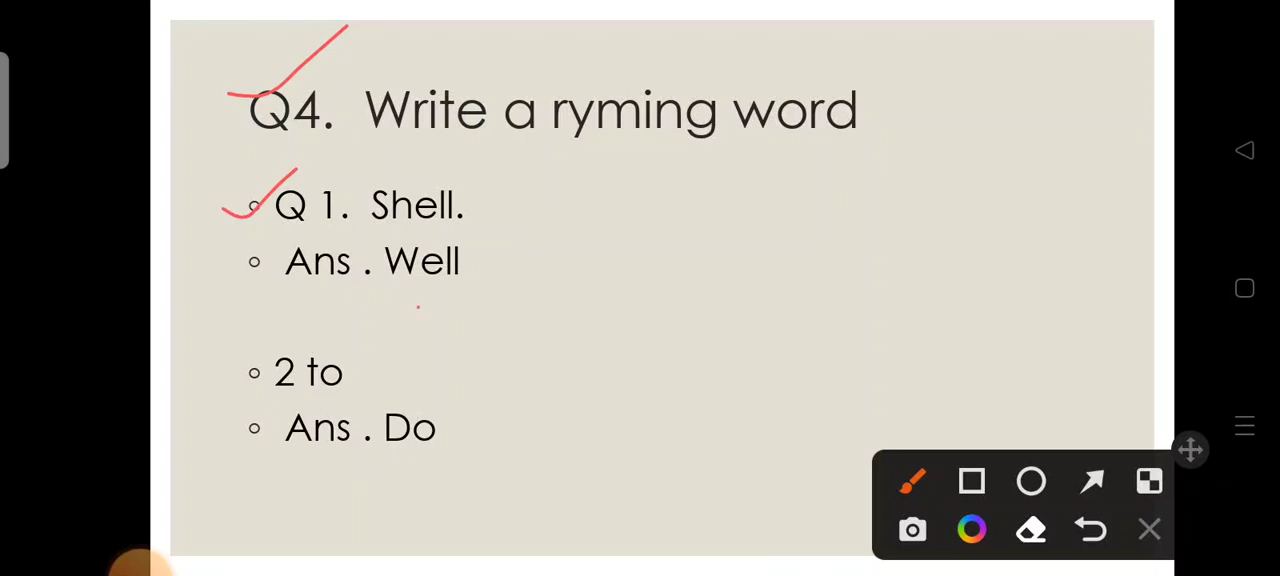 Q4. Write a ryming word
Q 1. Shell.
Ans . Well
2 to
Ans . Do